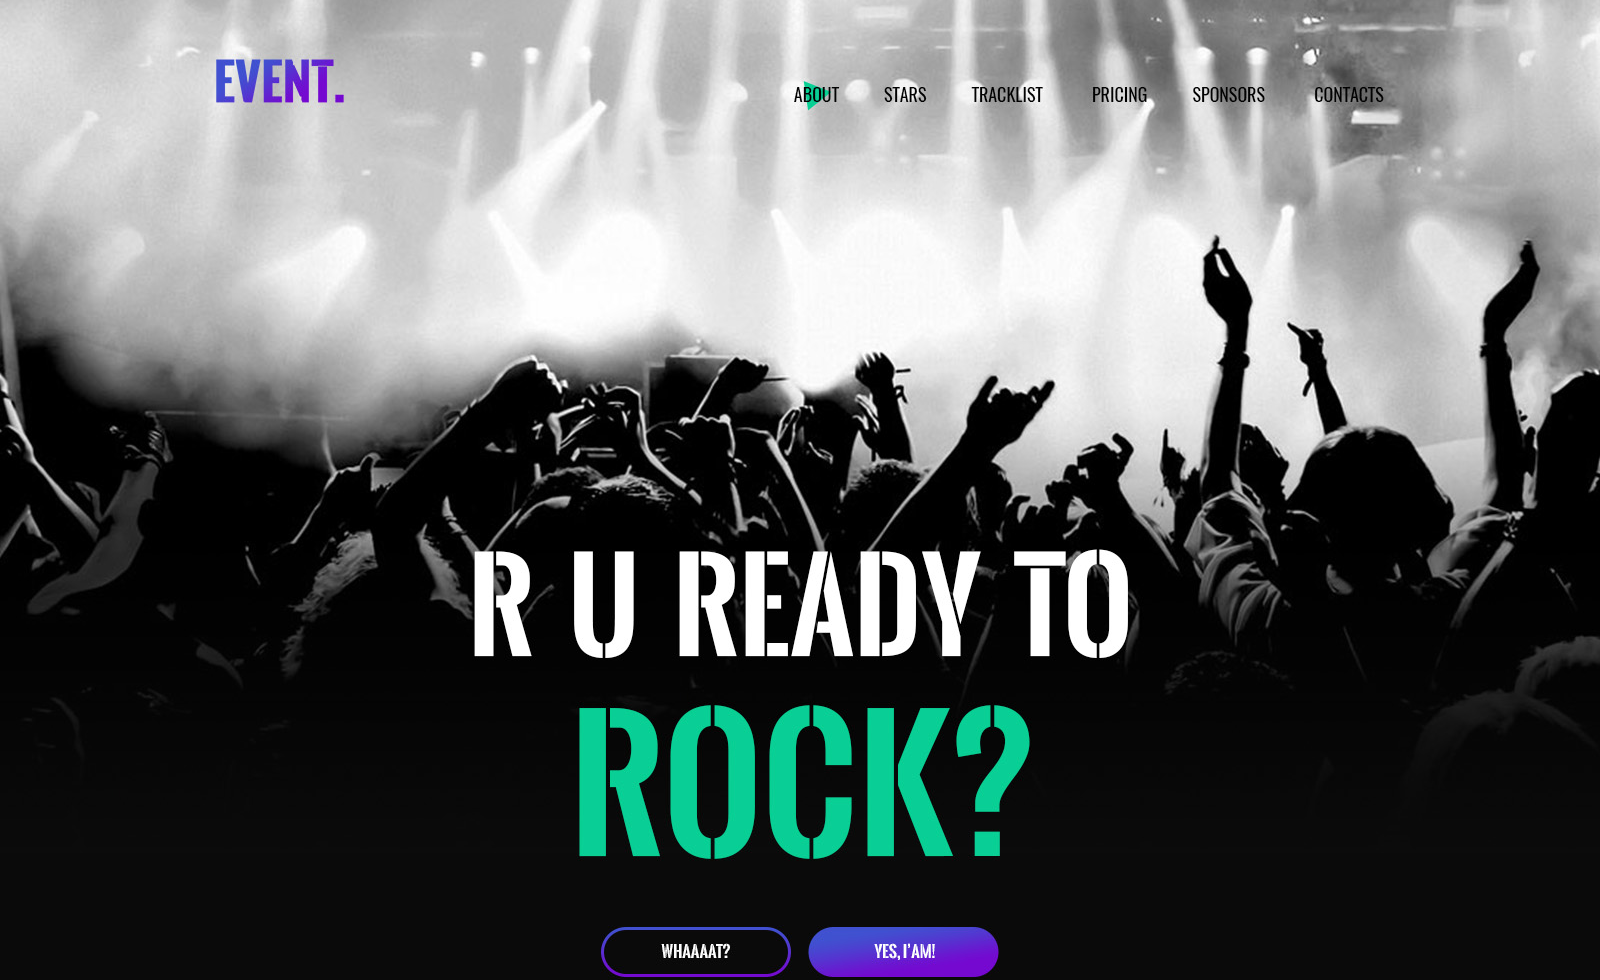 EVENT.
ABOUT STARS TRACKLIST PRICING SPONSORS CONTACTS
R U READY TO
ROCK?
WHAAAAT? YES, I'AM!